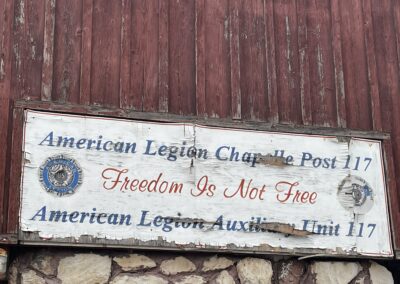 American Legion Chapelle Post 117
Freedom Is Not Free
American Legion Auxiliary Unit 117